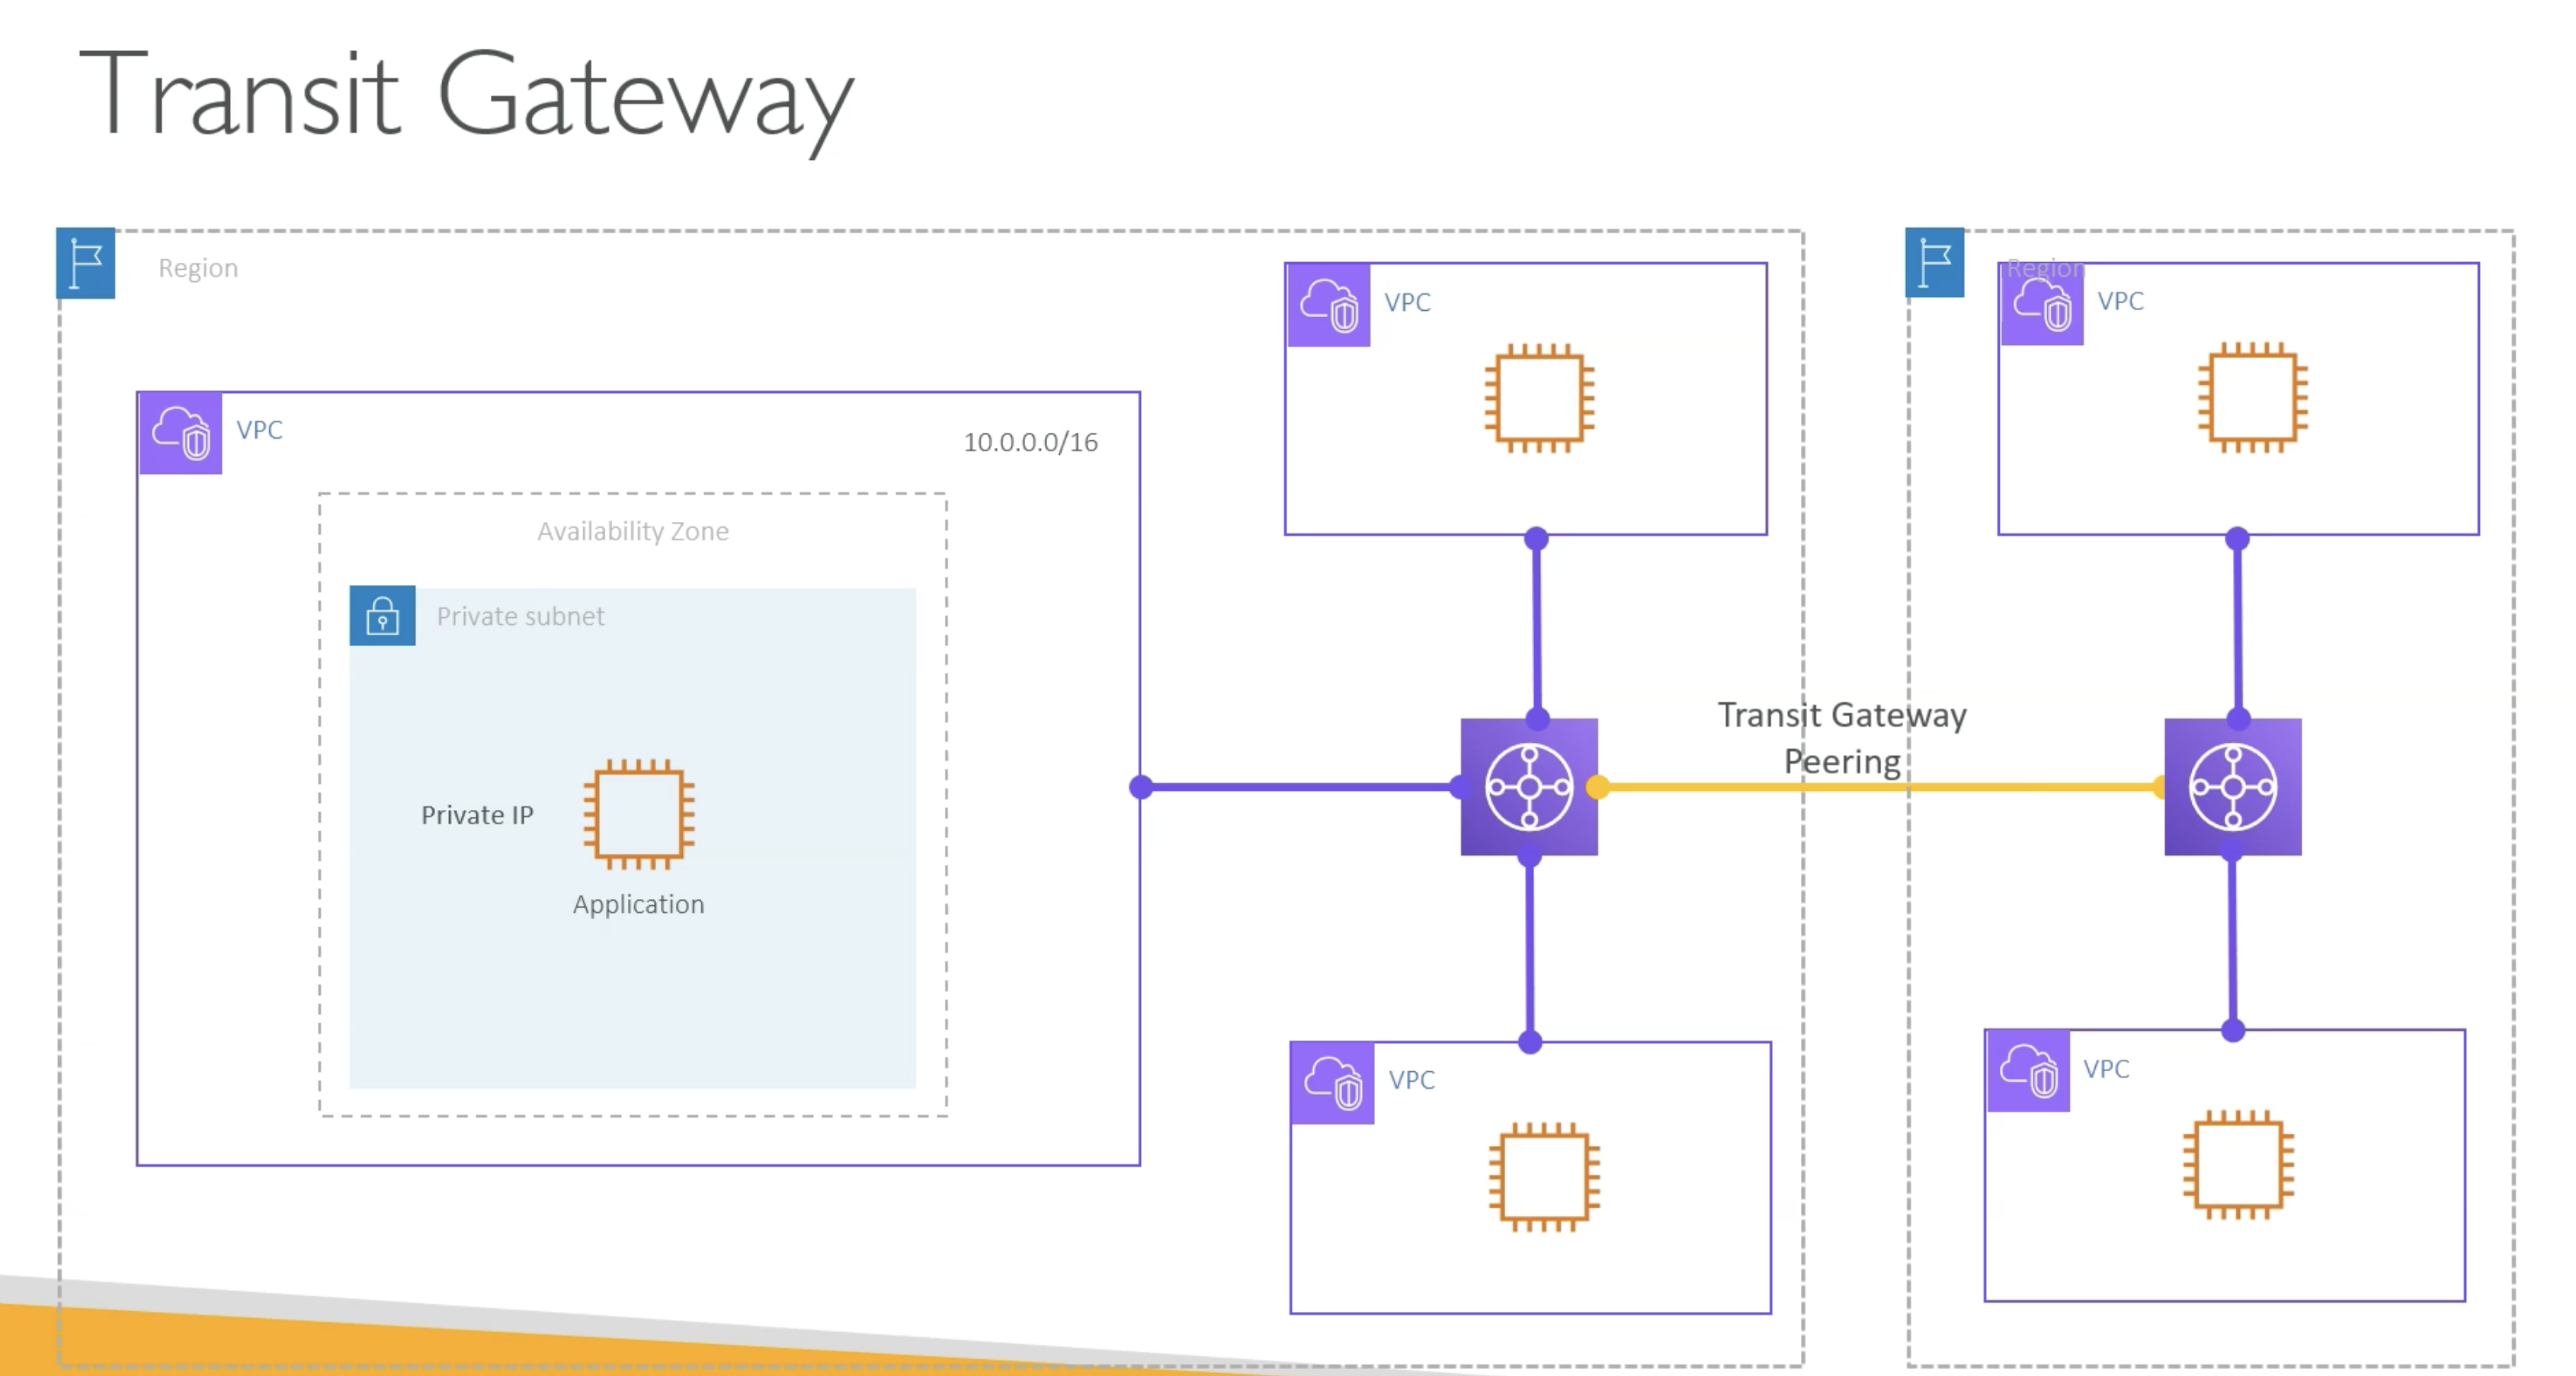 Transit Gateway
Region
VPC
10.0.0.0/16
Availability Zone
Private subnet
Private IP
Application
VPC
VPC
Transit Gateway
Peering
Region
VPC
VPC